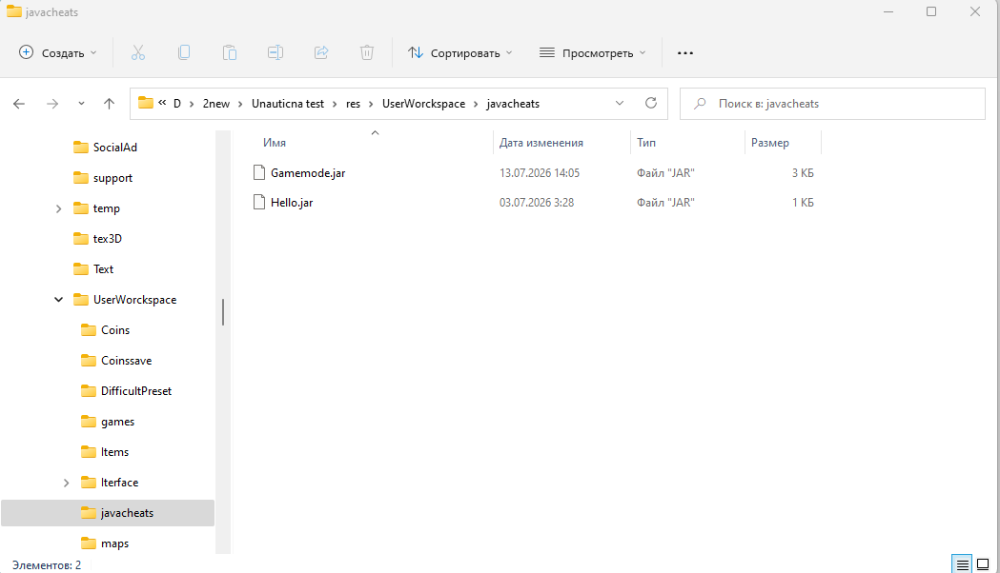 javacheats
Создать
Сортировать
Просмотреть
« D > 2new > Unauticna test > res > UserWorckspace > javacheats
Поиск в: javacheats
SocialAd
support
temp
tex3D
Text
UserWorckspace
Coins
Coinssave
DifficultPreset
games
Items
Iterface
javacheats
maps
Имя Дата изменения Тип Размер
Gamemode.jar 13.07.2026 14:05 Файл "JAR" 3 КБ
Hello.jar 03.07.2026 3:28 Файл "JAR" 1 КБ
Элементов: 2